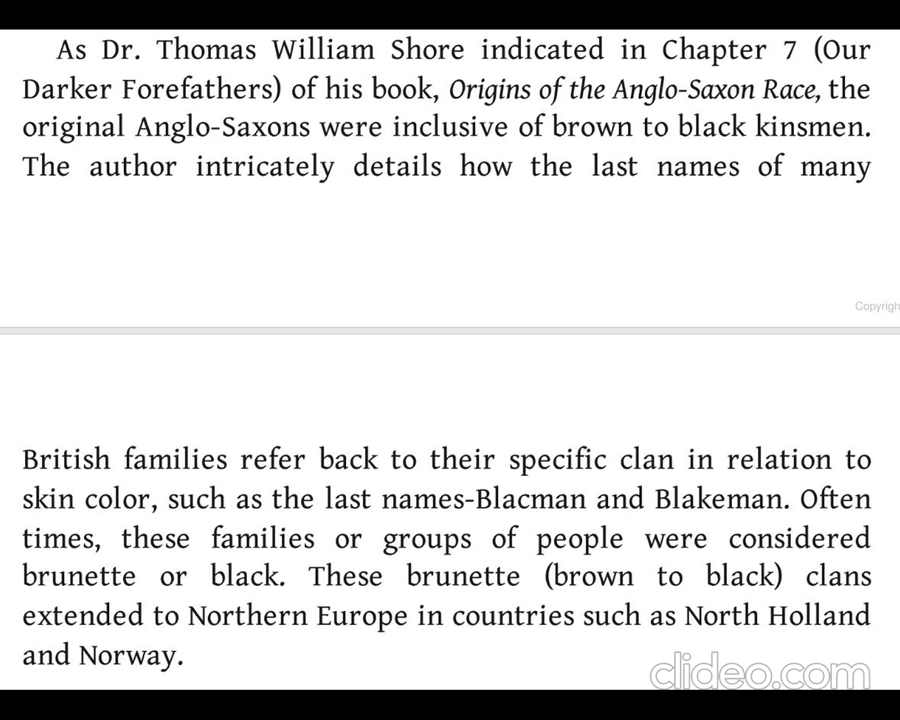 As Dr. Thomas William Shore indicated in Chapter 7 (Our
Darker Forefathers) of his book, Origins of the Anglo-Saxon Race, the
original Anglo-Saxons were inclusive of brown to black kinsmen.
The author intricately details how the last names of many
Copyrigh
British families refer back to their specific clan in relation to
skin color, such as the last names-Blacman and Blakeman. Often
times, these families or groups of people were considered
brunette or black. These brunette (brown to black) clans
extended to Northern Europe in countries such as North Holland
and Norway.
clideo.com